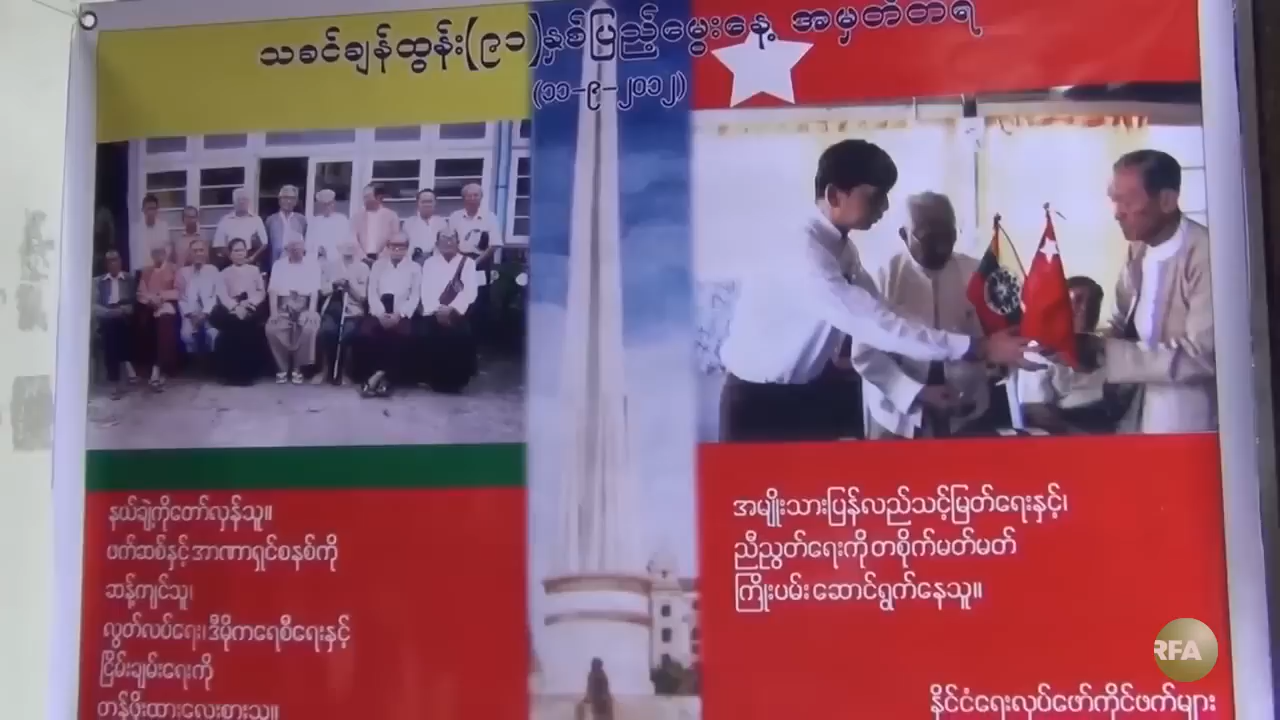 သခင်ချန်ထွန်း(၉၁)နှစ်ပြည့်မွေးနေ့ အမှတ်တရ
(၁၁-၉-၂၀၁၂)
နယ်ချဲ့ကိုတော်လှန်သူ။
ဖက်ဆစ်နှင့်အာဏာရှင်စနစ်ကို
ဆန့်ကျင်သူ၊
လွတ်လပ်ရေး၊ဒီမိုကရေစီရေးနှင့်
ငြိမ်းချမ်းရေးကို
တန်ဖိုးထားလေးစားသူ။
အမျိုးသားပြန်လည်သင့်မြတ်ရေးနှင့်၊
ညီညွတ်ရေးကိုတစိုက်မတ်မတ်
ကြိုးပမ်းဆောင်ရွက်နေသူ။
နိုင်ငံရေးလုပ်ဖော်ကိုင်ဖက်များ
RFA